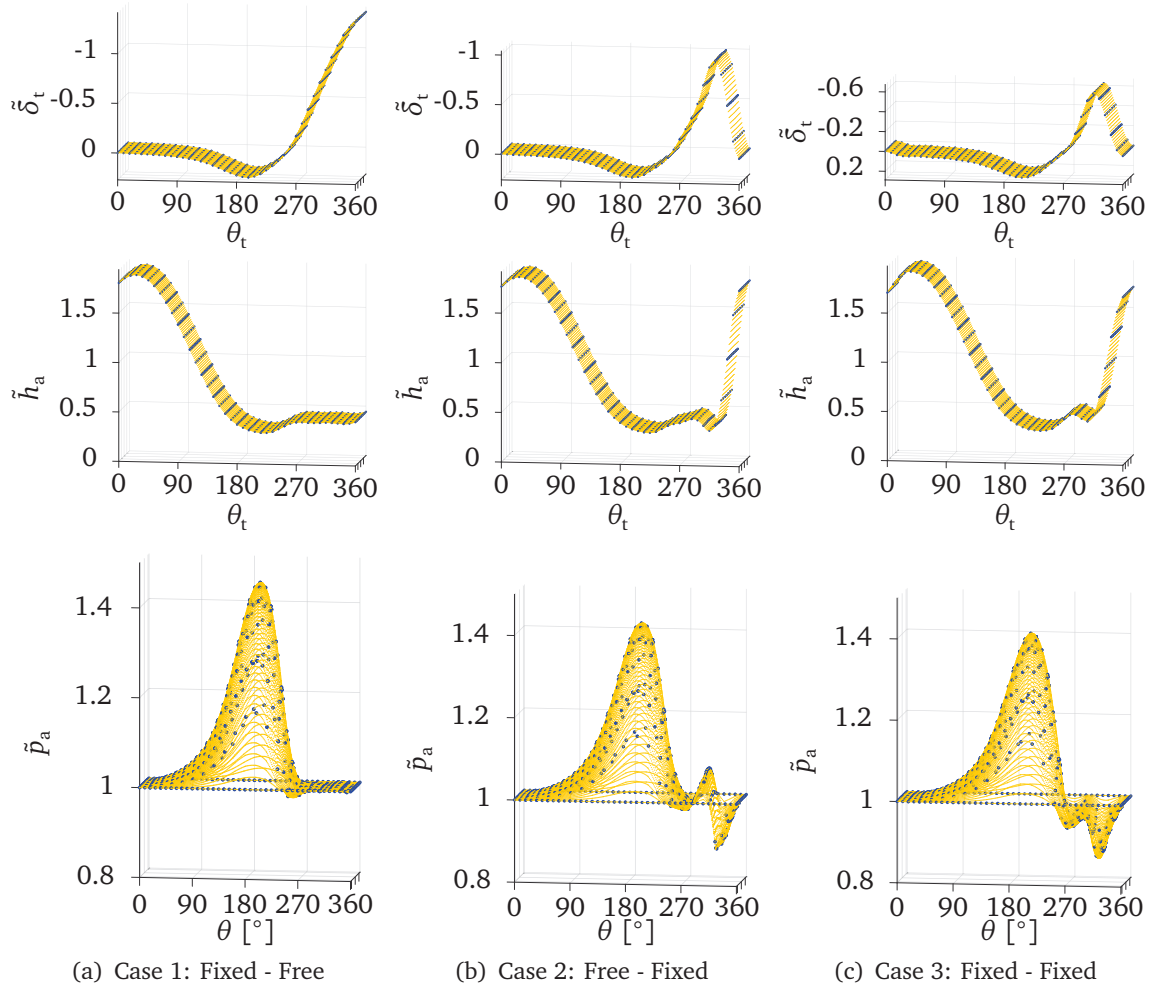 -1
-0.5
0
δ̃t
0 90 180 270 360
θt
-1
-0.5
0
δ̃t
0 90 180 270 360
θt
-0.6
-0.2
0.2
δ̃t
0 90 180 270 360
θt
1.5
1
0.5
0
h̃a
0 90 180 270 360
θt
1.5
1
0.5
0
h̃a
0 90 180 270 360
θt
1.5
1
0.5
0
h̃a
0 90 180 270 360
θt
1.4
1.2
1
0.8
p̃a
0 90 180 270 360
θ [°]
1.4
1.2
1
0.8
p̃a
0 90 180 270 360
θ [°]
1.4
1.2
1
0.8
p̃a
0 90 180 270 360
θ [°]
(a) Case 1: Fixed - Free
(b) Case 2: Free - Fixed
(c) Case 3: Fixed - Fixed